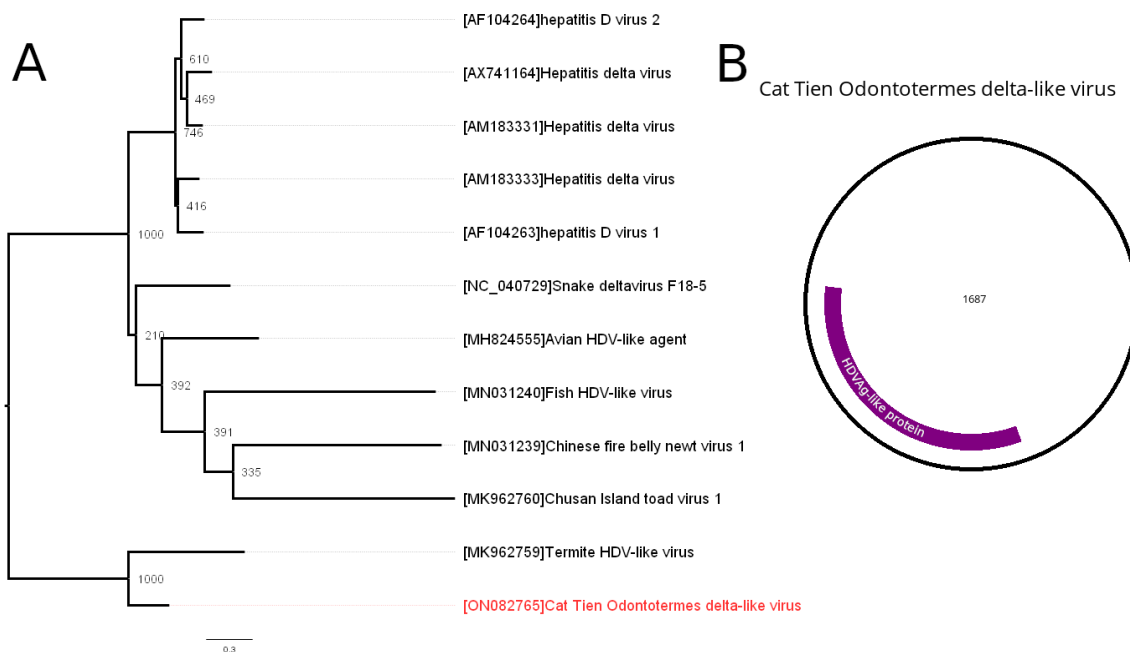 A
[AF104264]hepatitis D virus 2
610
[AX741164]Hepatitis delta virus
469
[AM183331]Hepatitis delta virus
746
[AM183333]Hepatitis delta virus
416
[AF104263]hepatitis D virus 1
1000
[NC_040729]Snake deltavirus F18-5
210
[MH824555]Avian HDV-like agent
392
[MN031240]Fish HDV-like virus
391
[MN031239]Chinese fire belly newt virus 1
335
[MK962760]Chusan Island toad virus 1
[MK962759]Termite HDV-like virus
1000
[ON082765]Cat Tien Odontotermes delta-like virus
0.3
B
Cat Tien Odontotermes delta-like virus
1687
HDVAg-like protein